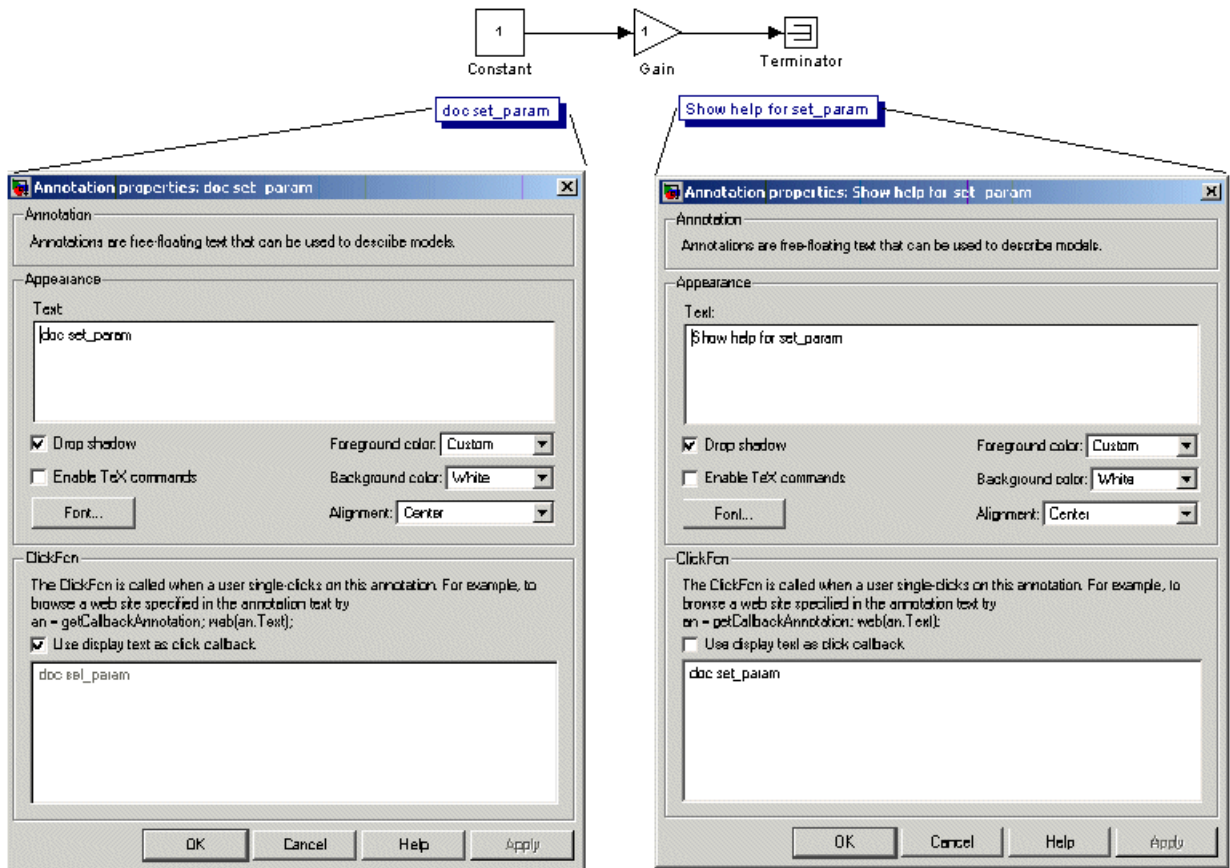 1
1
Constant
Gain
Terminator
doc set_param
Show help for set_param
Annotation properties: doc set_param
Annotation
Annotations are free-floating text that can be used to describe models.
Appearance
Text:
doc set_param
Drop shadow
Foreground color: Custom
Enable TeX commands
Background color: White
Font...
Alignment: Center
ClickFcn
The ClickFcn is called when a user single-clicks on this annotation. For example, to
browse a web site specified in the annotation text try
an = getCallbackAnnotation; web(an.Text);
Use display text as click callback
doc set_param
OK
Cancel
Help
Apply
Annotation properties: Show help for set_param
Annotation
Annotations are free-floating text that can be used to describe models.
Appearance
Text:
Show help for set_param
Drop shadow
Foreground color: Custom
Enable TeX commands
Background color: White
Font...
Alignment: Center
ClickFcn
The ClickFcn is called when a user single-clicks on this annotation. For example, to
browse a web site specified in the annotation text try
an = getCallbackAnnotation; web(an.Text);
Use display text as click callback
doc set_param
OK
Cancel
Help
Apply